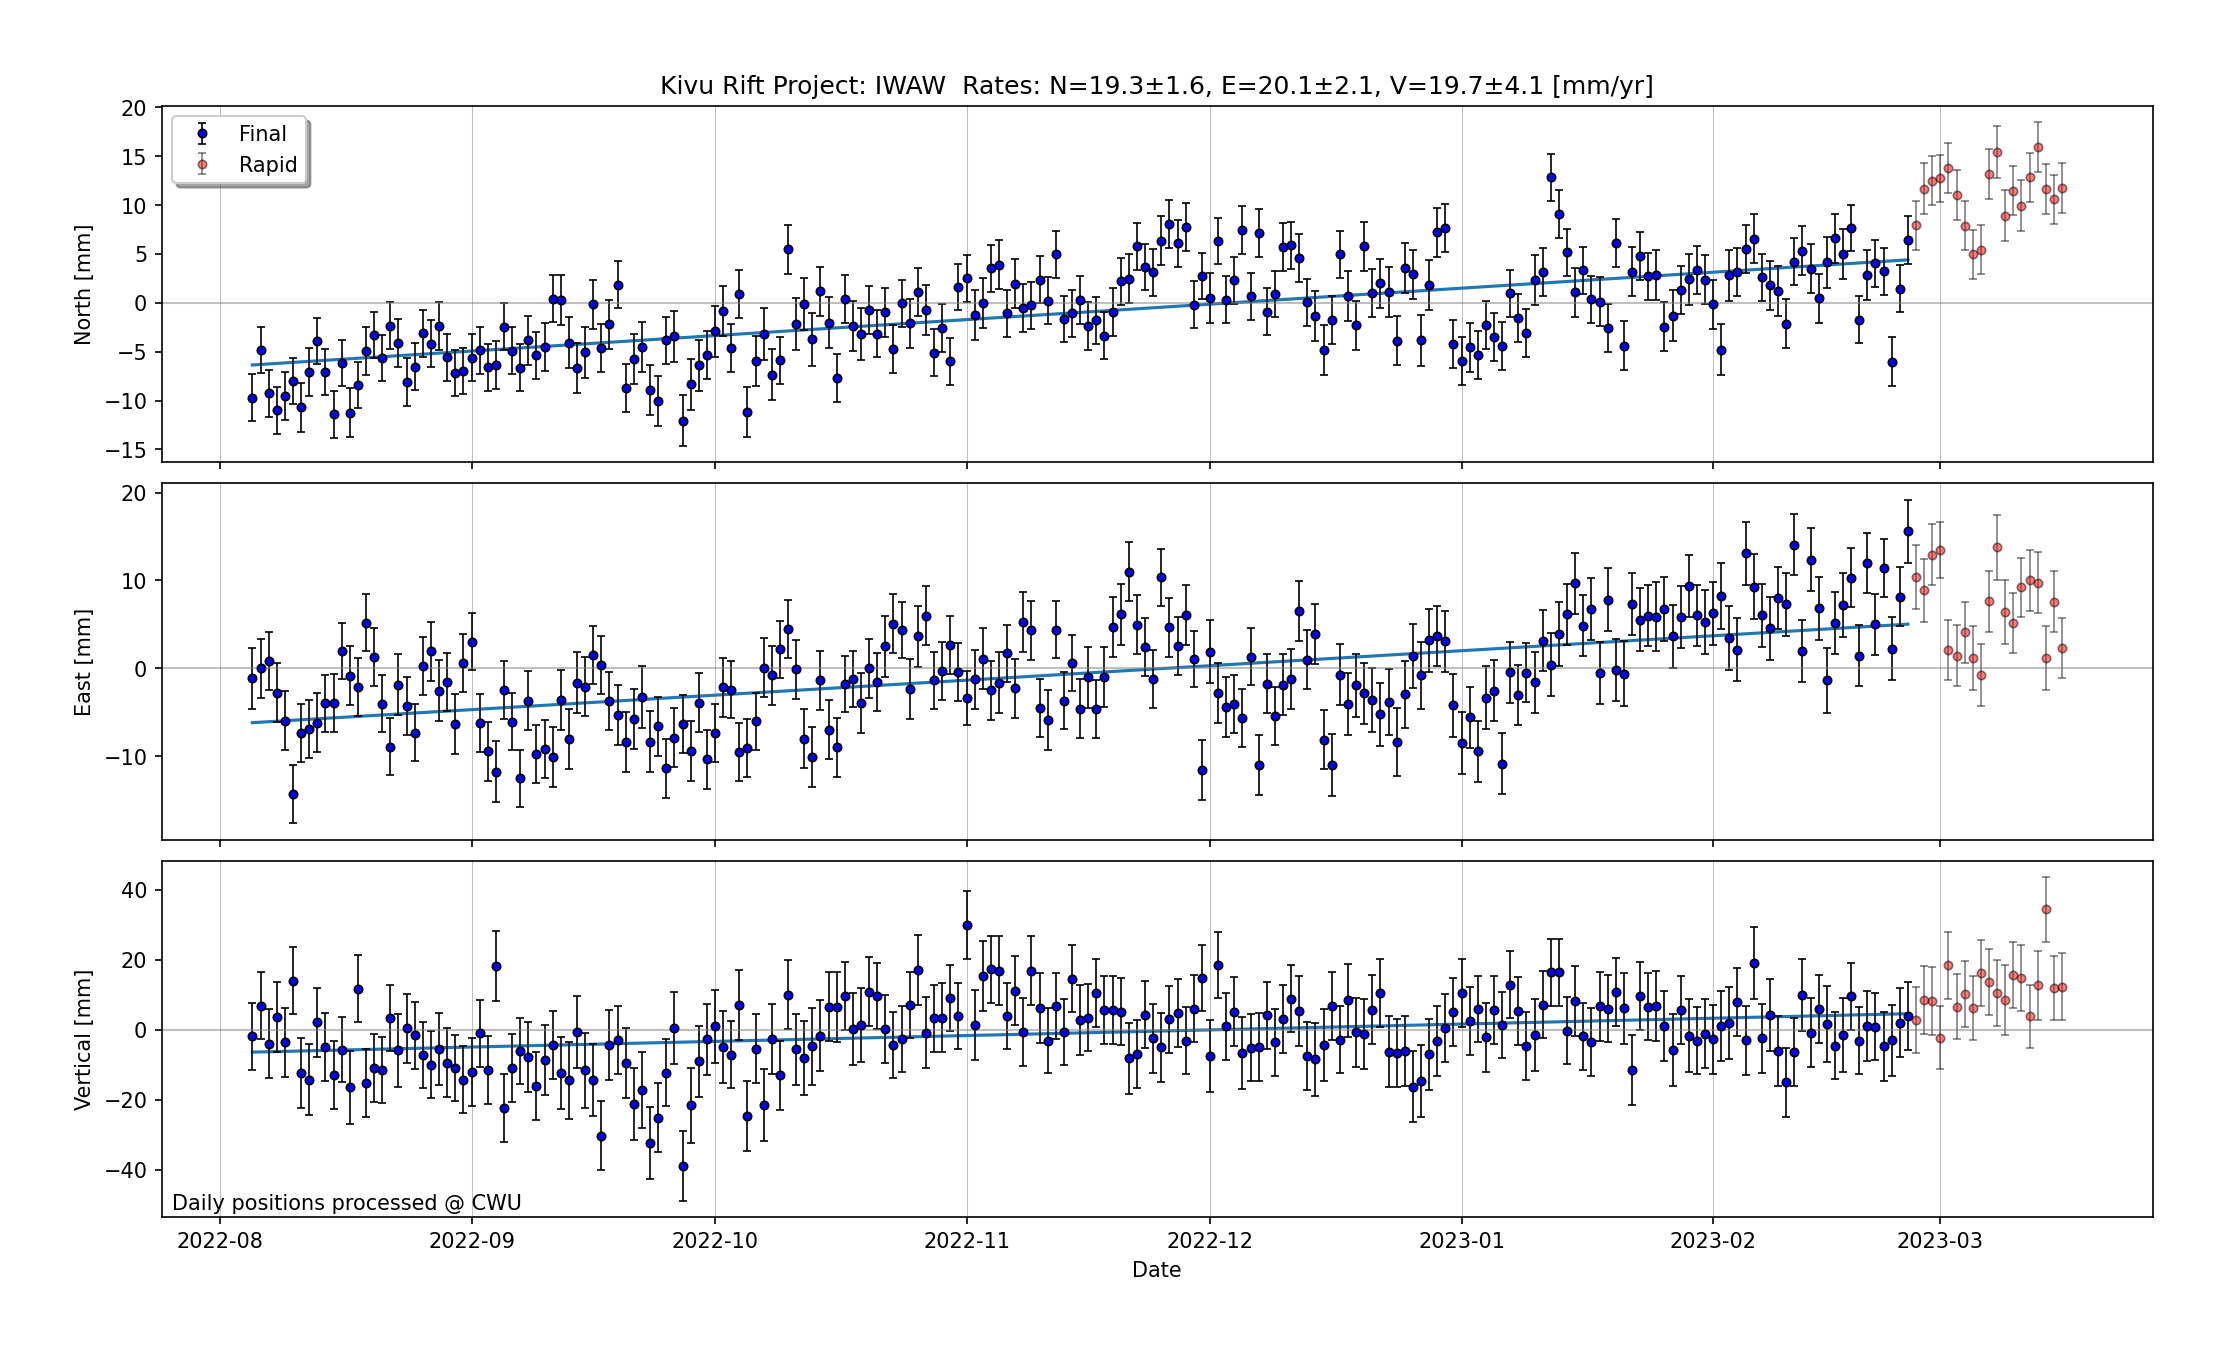 Kivu Rift Project: IWAW  Rates: N=19.3±1.6, E=20.1±2.1, V=19.7±4.1 [mm/yr]
20
15
10
5
0
−5
−10
−15
North [mm]
Final
Rapid
20
10
0
−10
East [mm]
40
20
0
−20
−40
Vertical [mm]
Daily positions processed @ CWU
2022-08 2022-09 2022-10 2022-11 2022-12 2023-01 2023-02 2023-03
Date